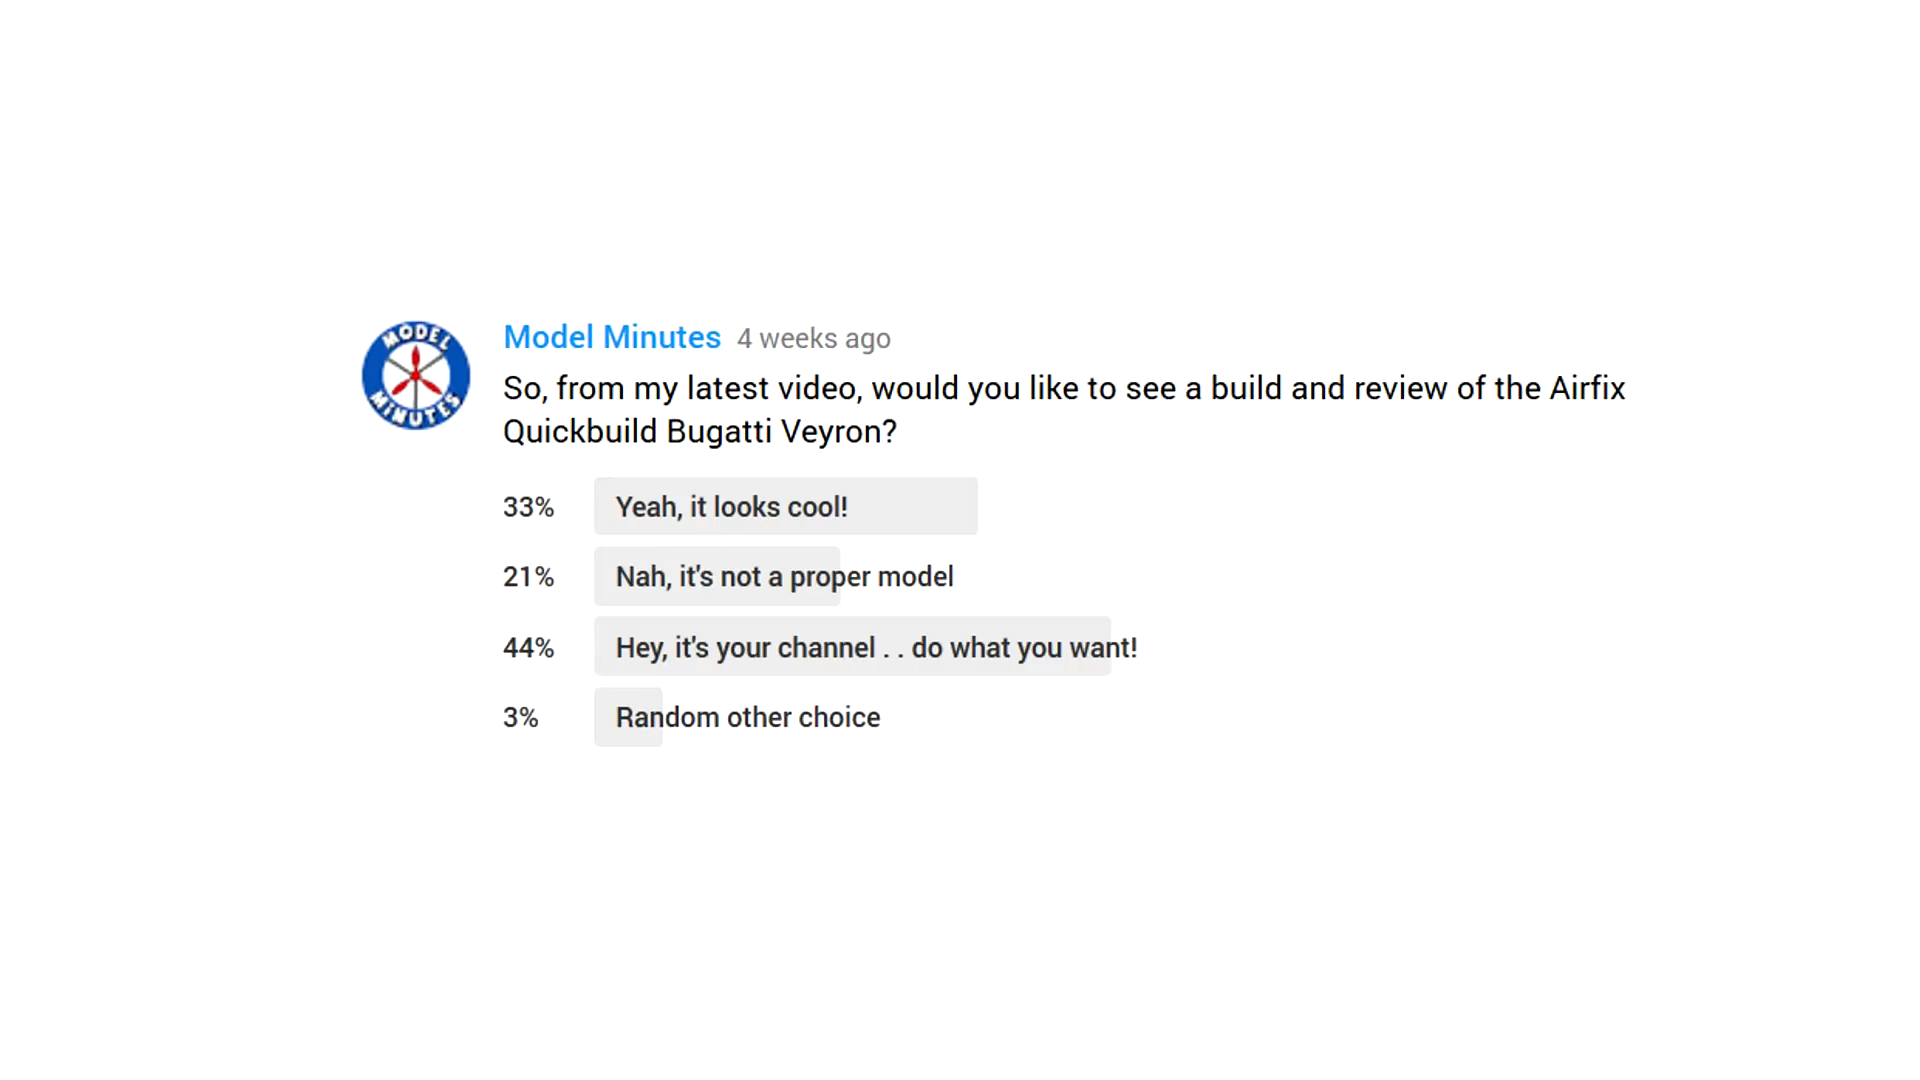 MODEL
MINUTES
Model Minutes 4 weeks ago
So, from my latest video, would you like to see a build and review of the Airfix
Quickbuild Bugatti Veyron?
33% Yeah, it looks cool!
21% Nah, it's not a proper model
44% Hey, it's your channel . . do what you want!
3% Random other choice